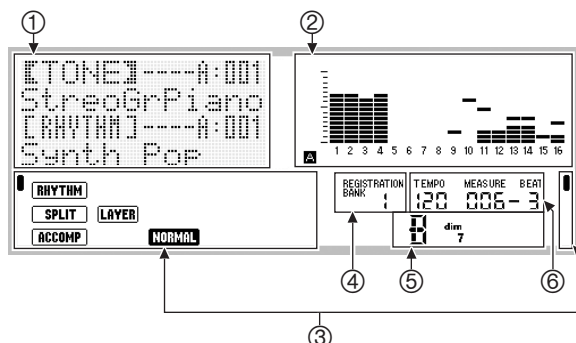 ① ②
【TONE】----A:001
StreoGrPiano
[RHYTHM]----A:001
Synth Pop
A
1 2 3 4 5 6 7 8 9 10 11 12 13 14 15 16
RHYTHM
SPLIT LAYER
ACCOMP NORMAL
REGISTRATION BANK 1
TEMPO MEASURE BEAT
120 006-3
B dim 7
④ ⑤ ⑥
③